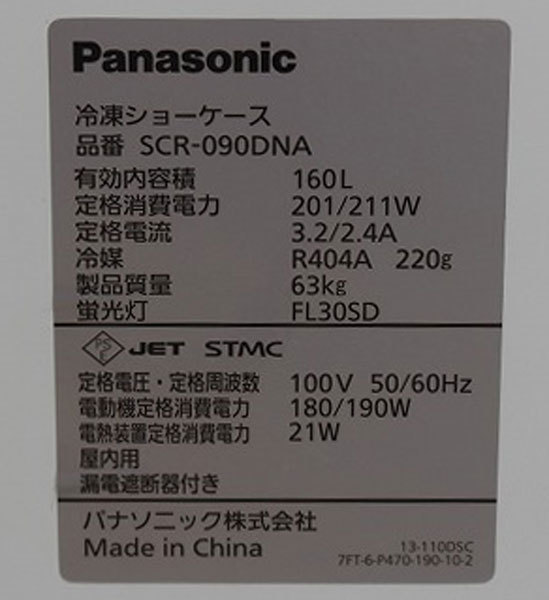 Panasonic
冷凍ショーケース
品番 SCR-090DNA
有効内容積 160L
定格消費電力 201/211W
定格電流 3.2/2.4A
冷媒 R404A 220g
製品質量 63kg
蛍光灯 FL30SD
PSE JET STMC
定格電圧・定格周波数 100V 50/60Hz
電動機定格消費電力 180/190W
電熱装置定格消費電力 21W
屋内用
漏電遮断器付き
パナソニック株式会社
Made in China
13-110DSC
7FT-6-P470-190-10-2